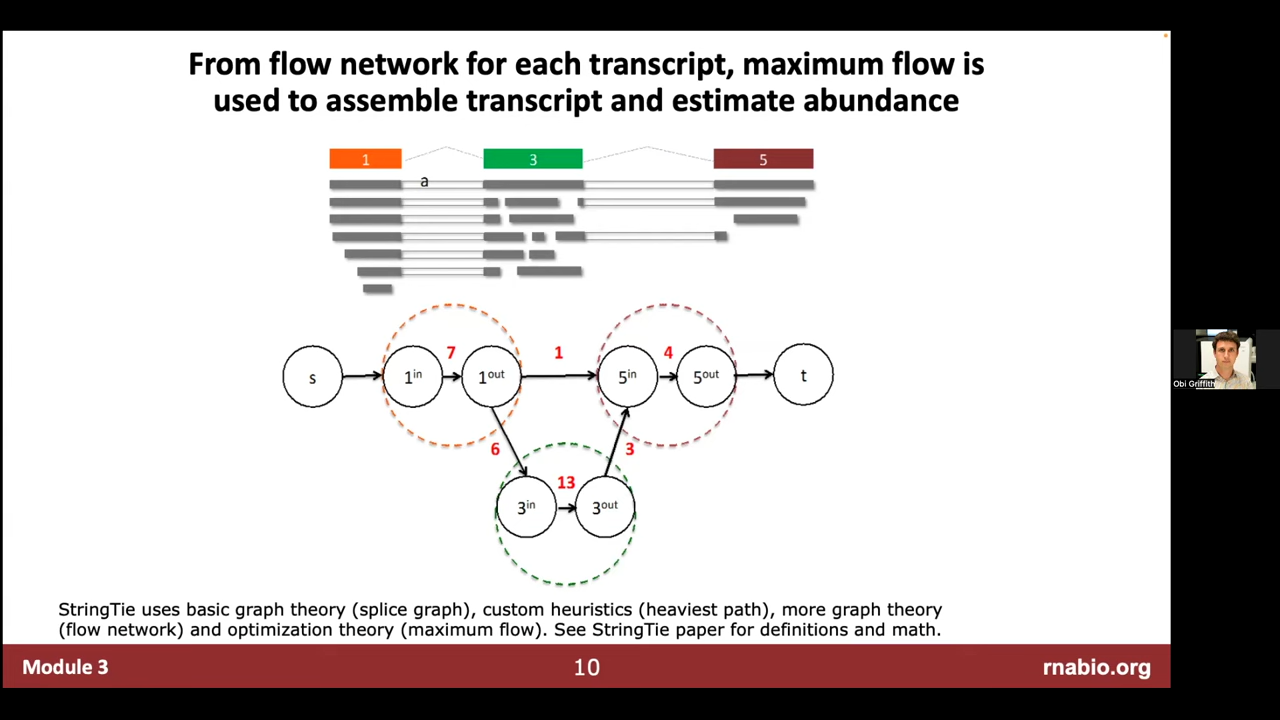 From flow network for each transcript, maximum flow is
used to assemble transcript and estimate abundance
1 3 5
a
7 1 4
s 1in 1out 5in 5out t
6 3
13
3in 3out
StringTie uses basic graph theory (splice graph), custom heuristics (heaviest path), more graph theory
(flow network) and optimization theory (maximum flow). See StringTie paper for definitions and math.
Module 3 10 rnabio.org
Obi Griffith